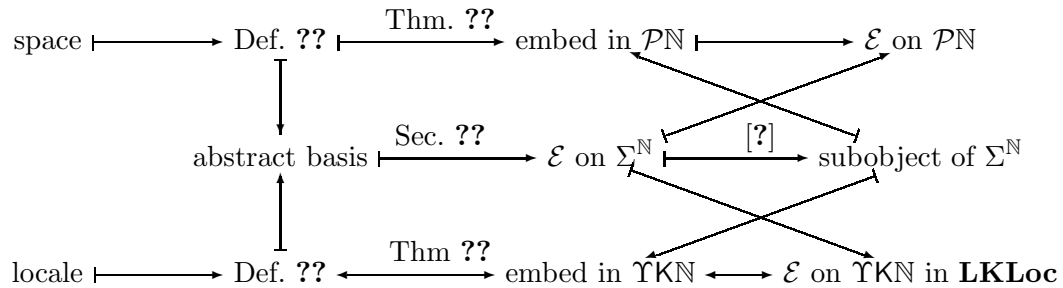 Thm. ??
space Def. ?? embed in 𝒫ℕ ℰ on 𝒫ℕ
Sec. ?? [?]
abstract basis ℰ on Σ^ℕ subobject of Σ^ℕ
Thm ??
locale Def. ?? embed in ϒKℕ ℰ on ϒKℕ in LKLoc